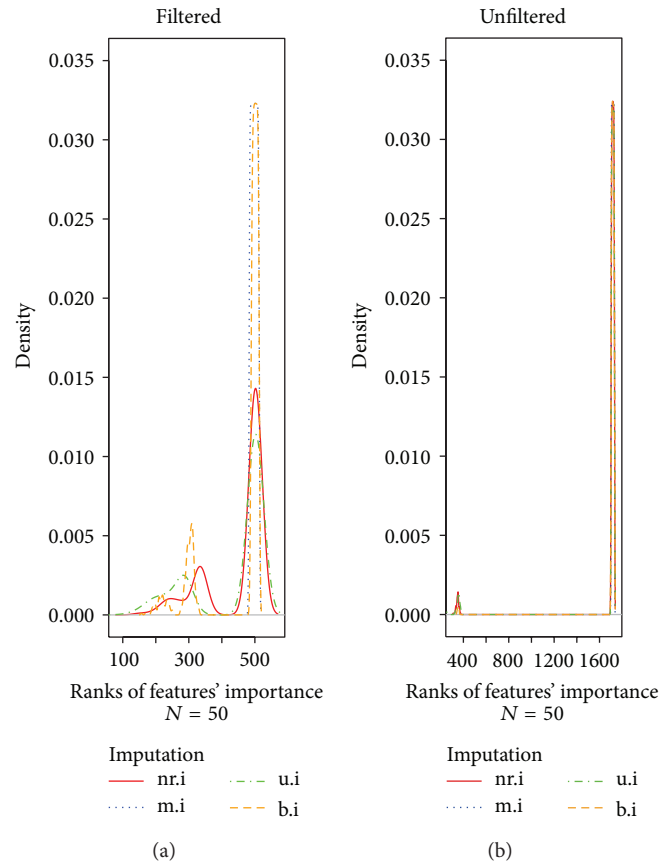 Filtered
0.035
0.030
0.025
0.020
0.015
0.010
0.005
0.000
Density
100 300 500
Ranks of features’ importance
N = 50
Imputation
nr.i u.i
m.i b.i
(a)
Unfiltered
0.035
0.030
0.025
0.020
0.015
0.010
0.005
0.000
Density
400 800 1200 1600
Ranks of features’ importance
N = 50
Imputation
nr.i u.i
m.i b.i
(b)